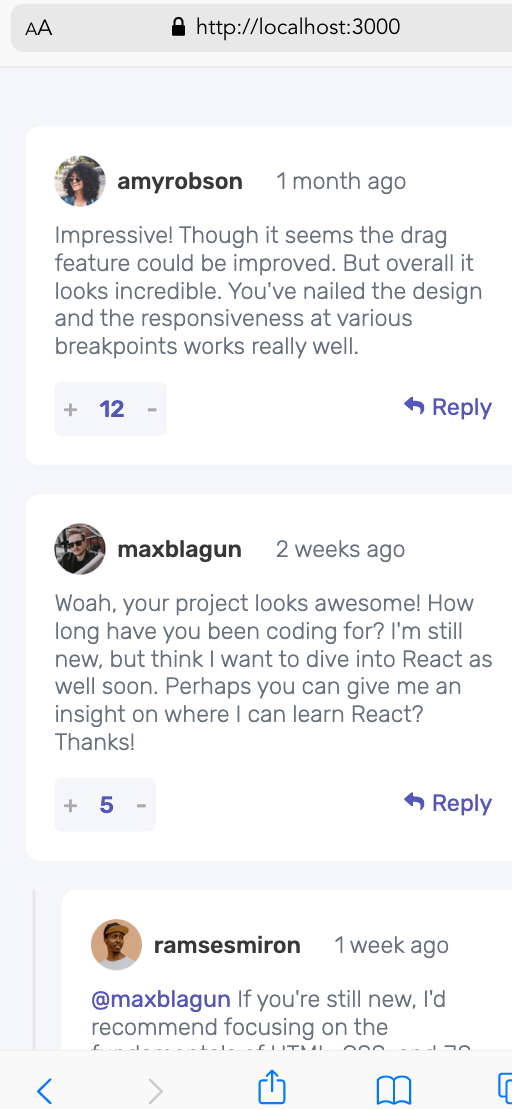 AA http://localhost:3000
amyrobson 1 month ago
Impressive! Though it seems the drag
feature could be improved. But overall it
looks incredible. You've nailed the design
and the responsiveness at various
breakpoints works really well.
+ 12 - Reply
maxblagun 2 weeks ago
Woah, your project looks awesome! How
long have you been coding for? I'm still
new, but think I want to dive into React as
well soon. Perhaps you can give me an
insight on where I can learn React?
Thanks!
+ 5 - Reply
ramsesmiron 1 week ago
@maxblagun If you're still new, I'd
recommend focusing on the
fundamentals of HTML, CSS, and